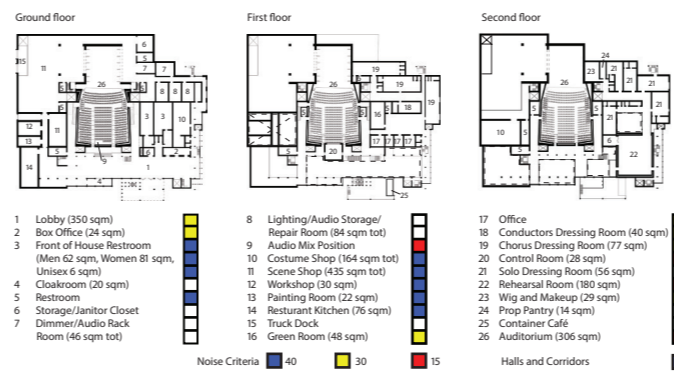 Ground floor
First floor
Second floor
1 Lobby (350 sqm)
2 Box Office (24 sqm)
3 Front of House Restroom
(Men 62 sqm, Women 81 sqm,
Unisex 6 sqm)
4 Cloakroom (20 sqm)
5 Restroom
6 Storage/Janitor Closet
7 Dimmer/Audio Rack
Room (46 sqm tot)
8 Lighting/Audio Storage/
Repair Room (84 sqm tot)
9 Audio Mix Position
10 Costume Shop (164 sqm tot)
11 Scene Shop (435 sqm tot)
12 Workshop (30 sqm)
13 Painting Room (22 sqm)
14 Resturant Kitchen (76 sqm)
15 Truck Dock
16 Green Room (48 sqm)
17 Office
18 Conductors Dressing Room (40 sqm)
19 Chorus Dressing Room (77 sqm)
20 Control Room (28 sqm)
21 Solo Dressing Room (56 sqm)
22 Rehearsal Room (180 sqm)
23 Wig and Makeup (29 sqm)
24 Prop Pantry (14 sqm)
25 Container Café
26 Auditorium (306 sqm)
Noise Criteria 40 30 15 Halls and Corridors